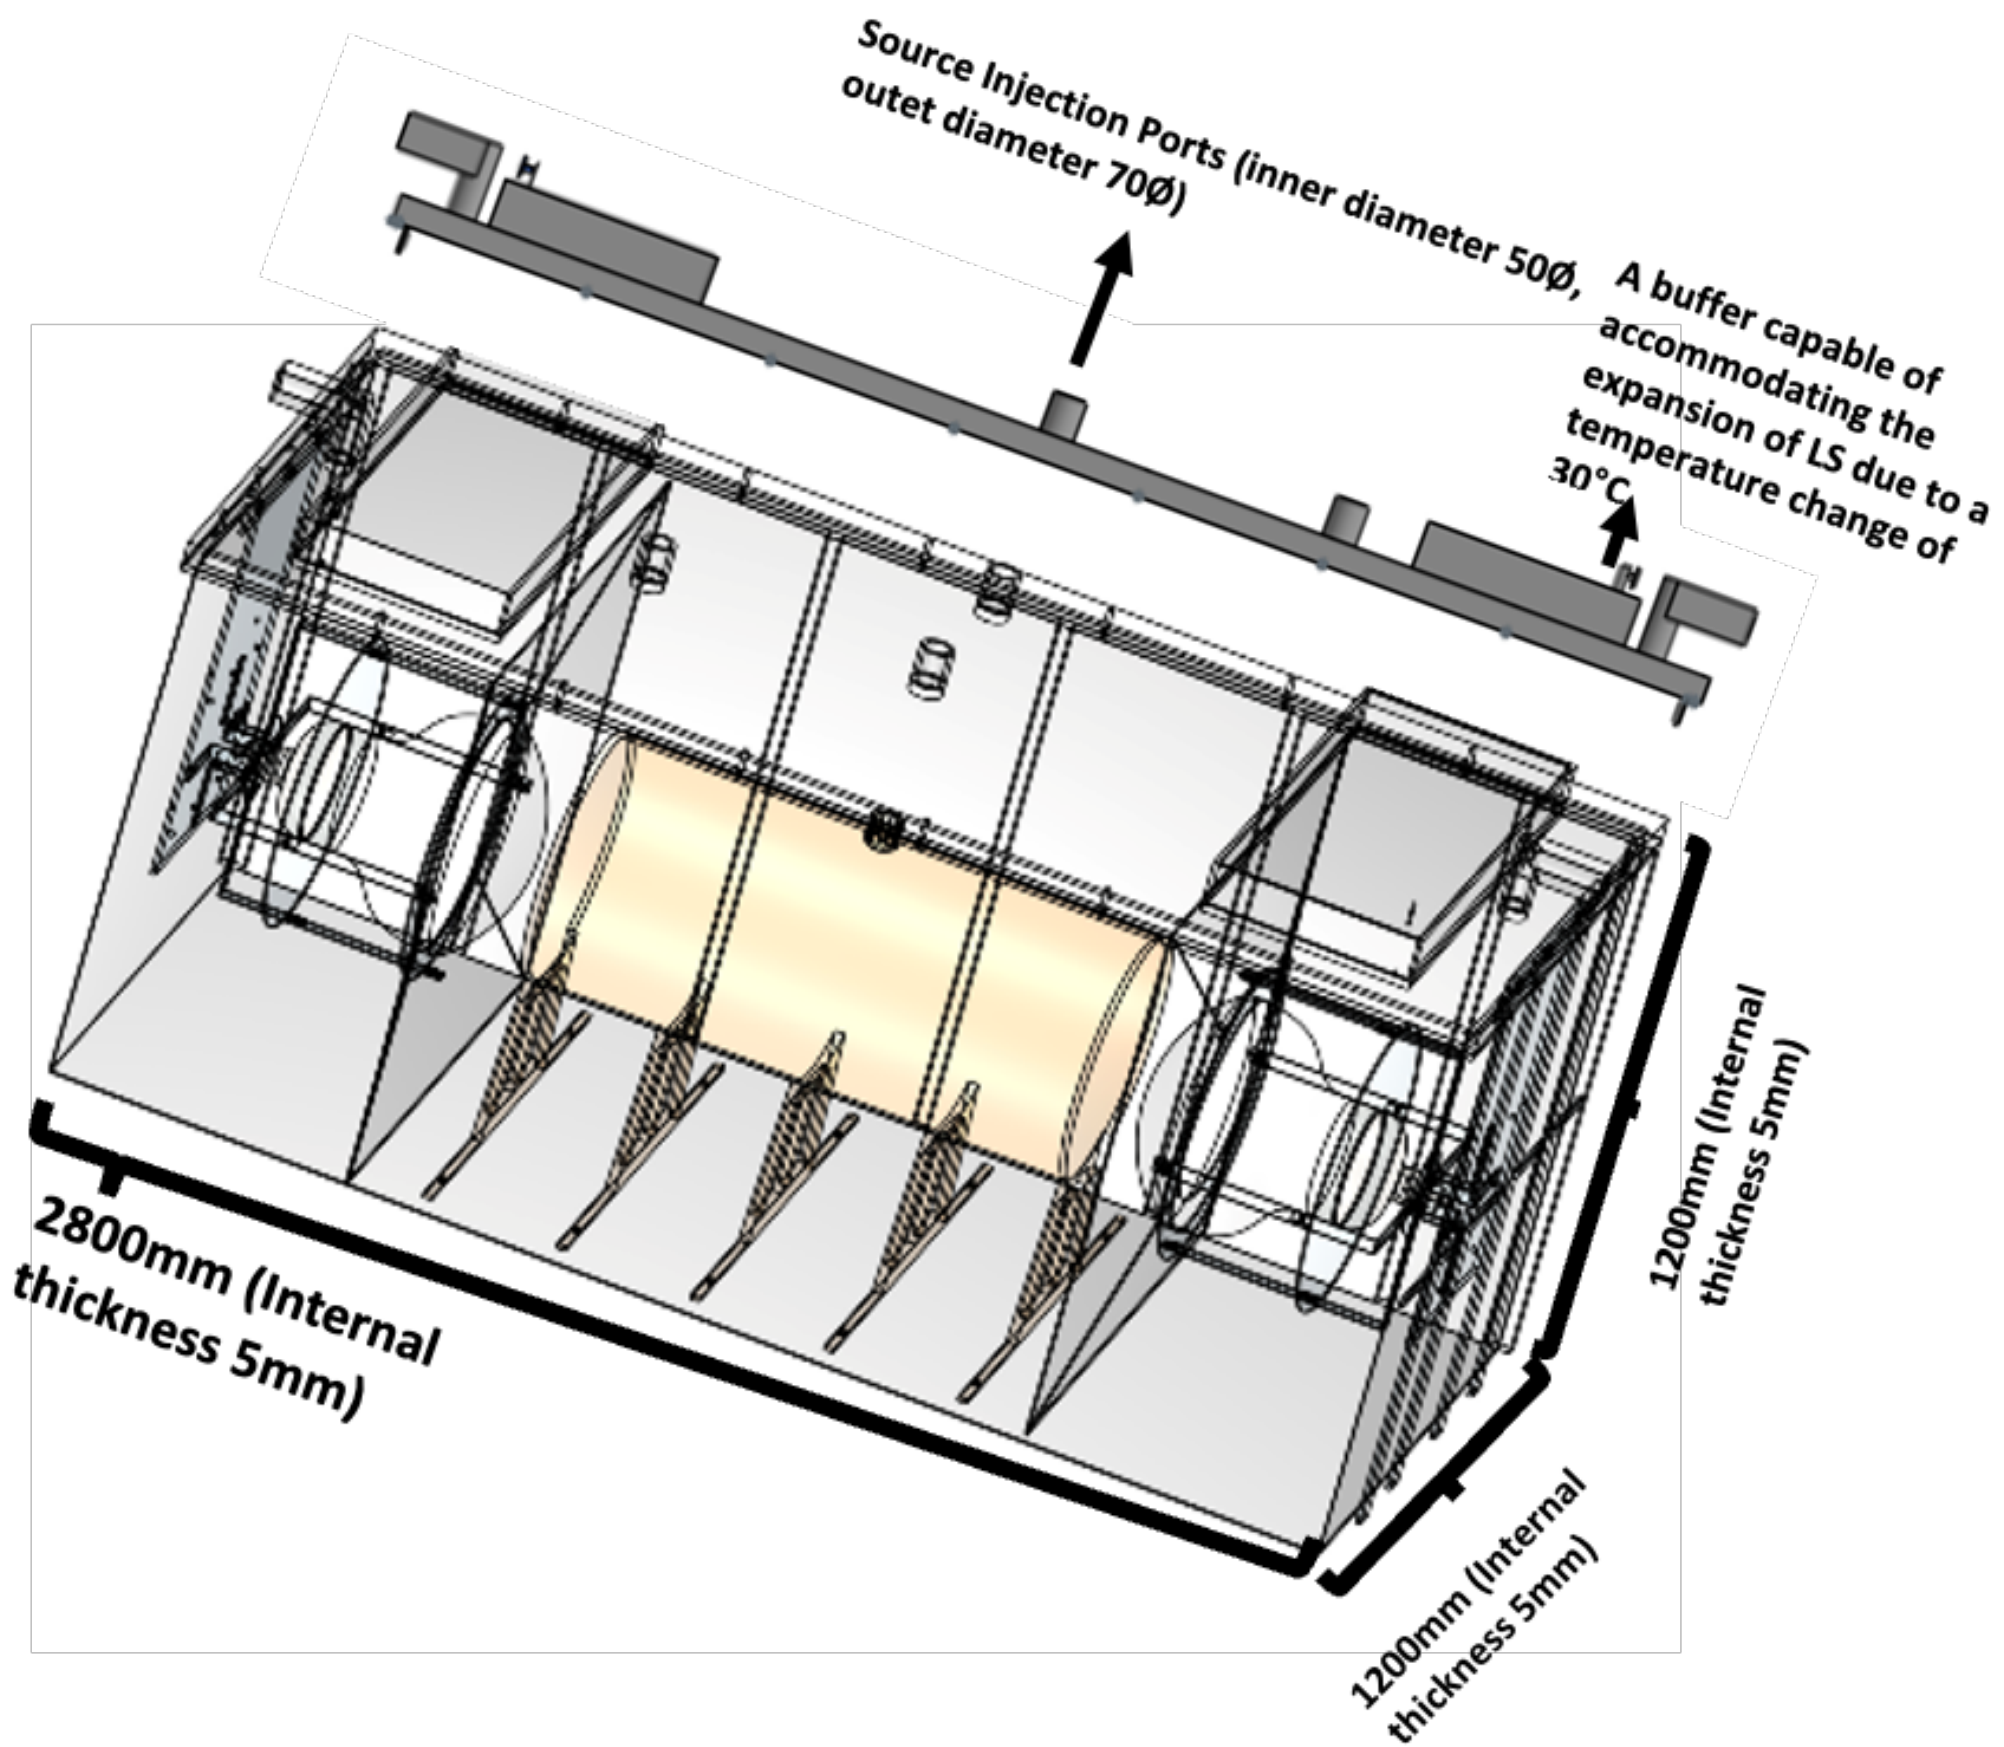 Source Injection Ports (inner diameter 50Ø,
outet diameter 70Ø)
A buffer capable of
accommodating the
expansion of LS due to a
temperature change of
30°C
1200mm (Internal
thickness 5mm)
2800mm (Internal
thickness 5mm)
1200mm (Internal
thickness 5mm)